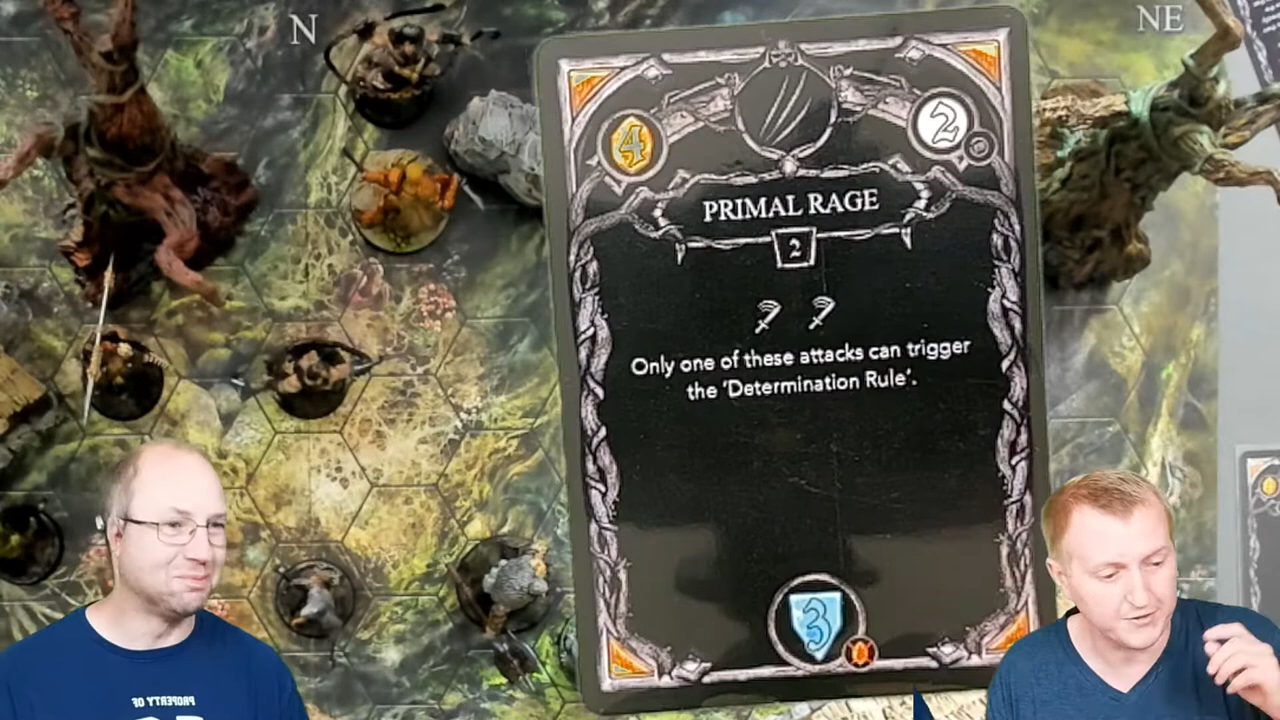 N
NE
4
2
PRIMAL RAGE
2
Only one of these attacks can trigger
the 'Determination Rule'.
3
PROPERTY OF